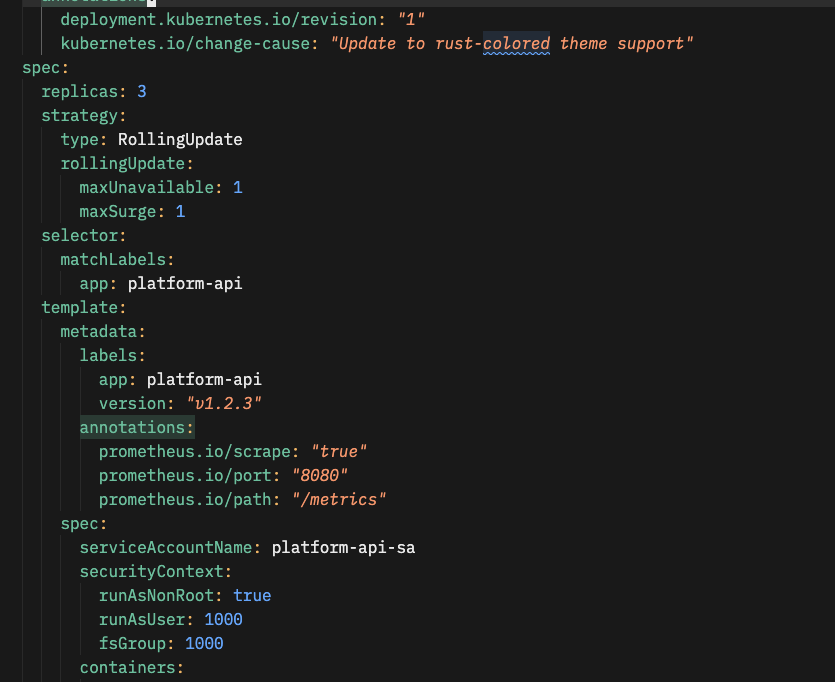 annotations:
deployment.kubernetes.io/revision: "1"
kubernetes.io/change-cause: "Update to rust-colored theme support"
spec:
replicas: 3
strategy:
type: RollingUpdate
rollingUpdate:
maxUnavailable: 1
maxSurge: 1
selector:
matchLabels:
app: platform-api
template:
metadata:
labels:
app: platform-api
version: "v1.2.3"
annotations:
prometheus.io/scrape: "true"
prometheus.io/port: "8080"
prometheus.io/path: "/metrics"
spec:
serviceAccountName: platform-api-sa
securityContext:
runAsNonRoot: true
runAsUser: 1000
fsGroup: 1000
containers: